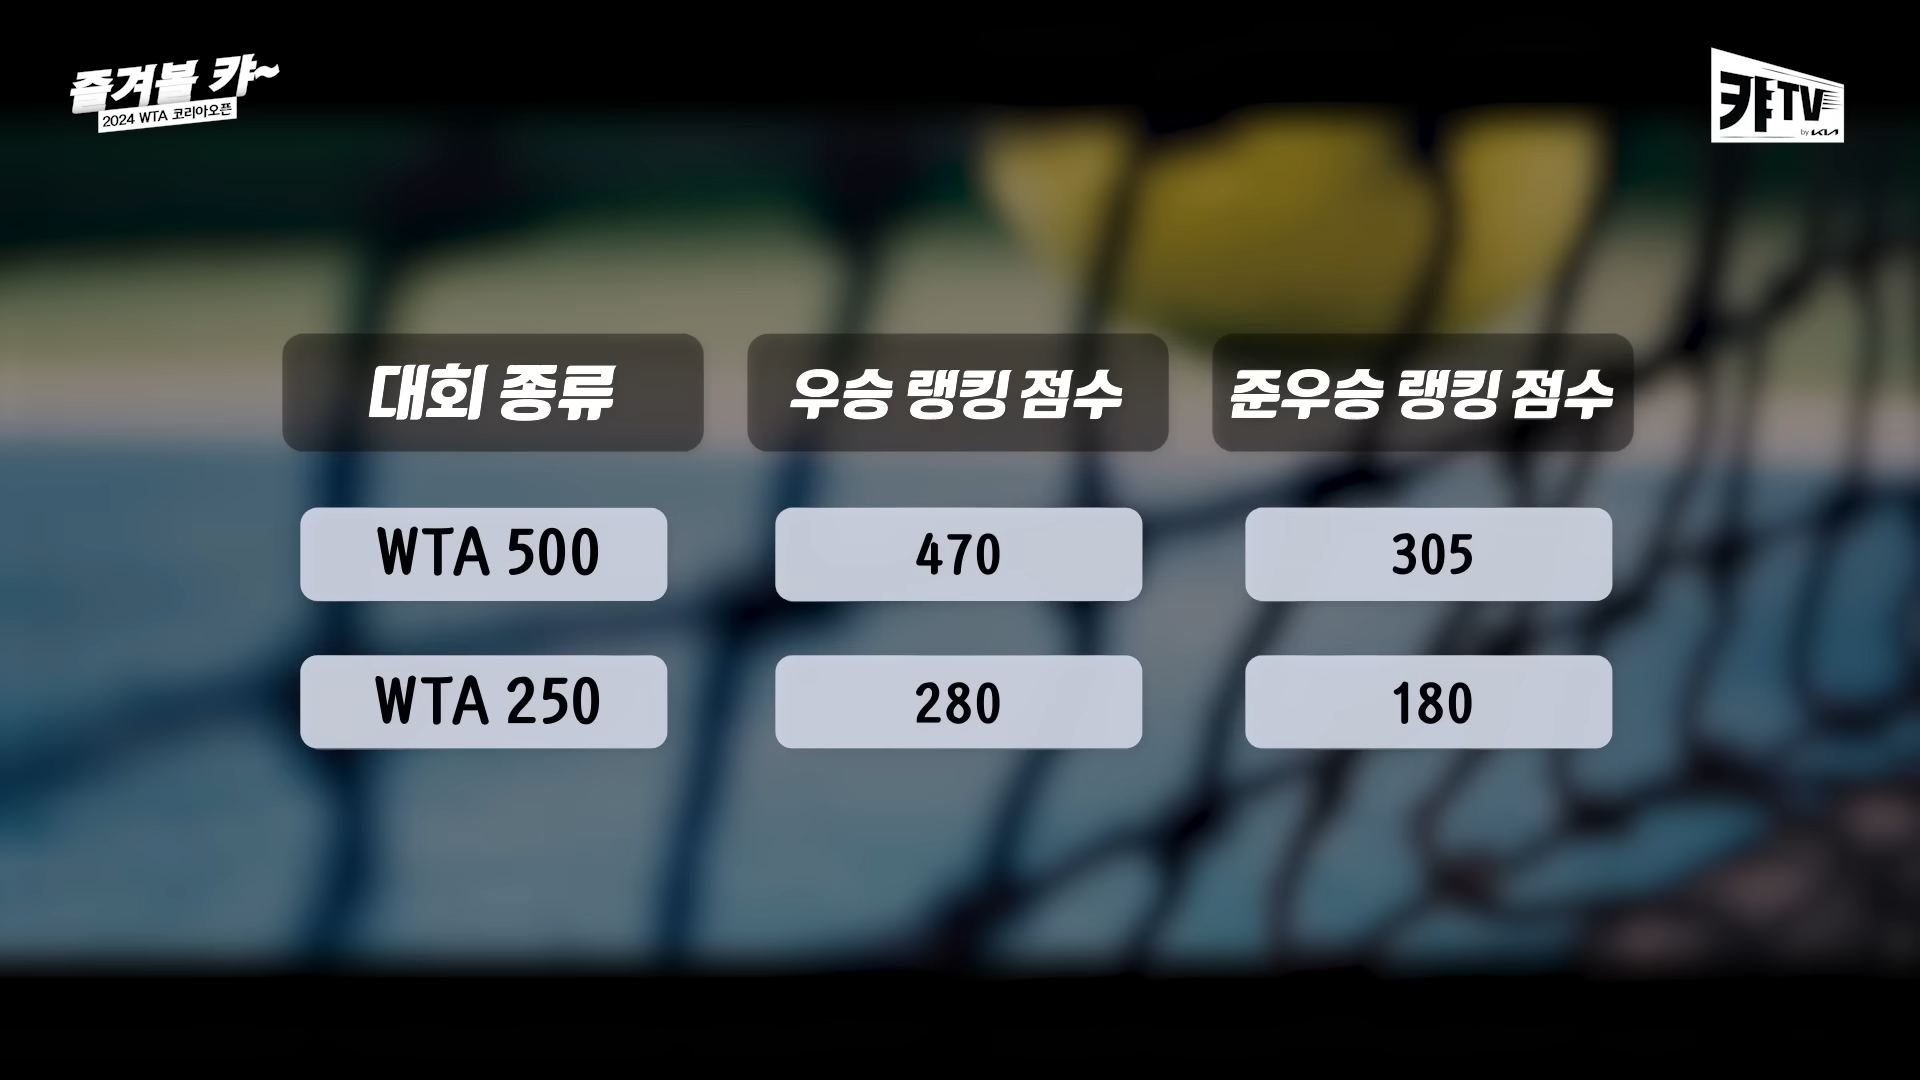 즐겨볼 캬~
2024 WTA 코리아오픈
캬TV
by KIA
대회 종류 우승 랭킹 점수 준우승 랭킹 점수
WTA 500 470 305
WTA 250 280 180